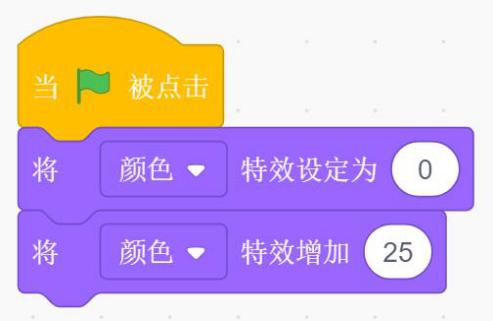 当 被点击
将 颜色 特效设定为 0
将 颜色 特效增加 25